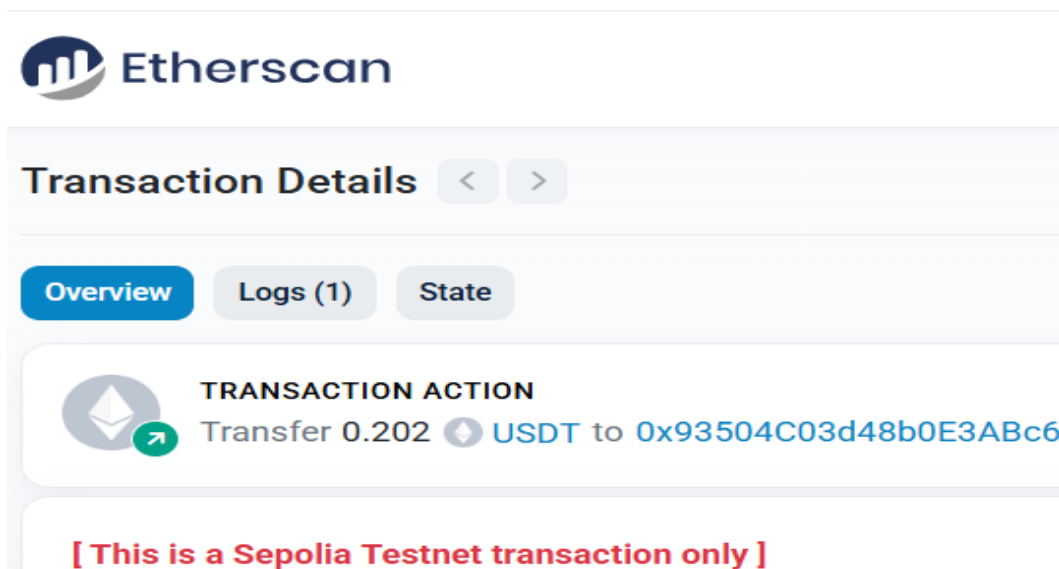 Etherscan
Transaction Details < >
Overview Logs (1) State
TRANSACTION ACTION
Transfer 0.202 USDT to 0x93504C03d48b0E3ABc6
[ This is a Sepolia Testnet transaction only ]